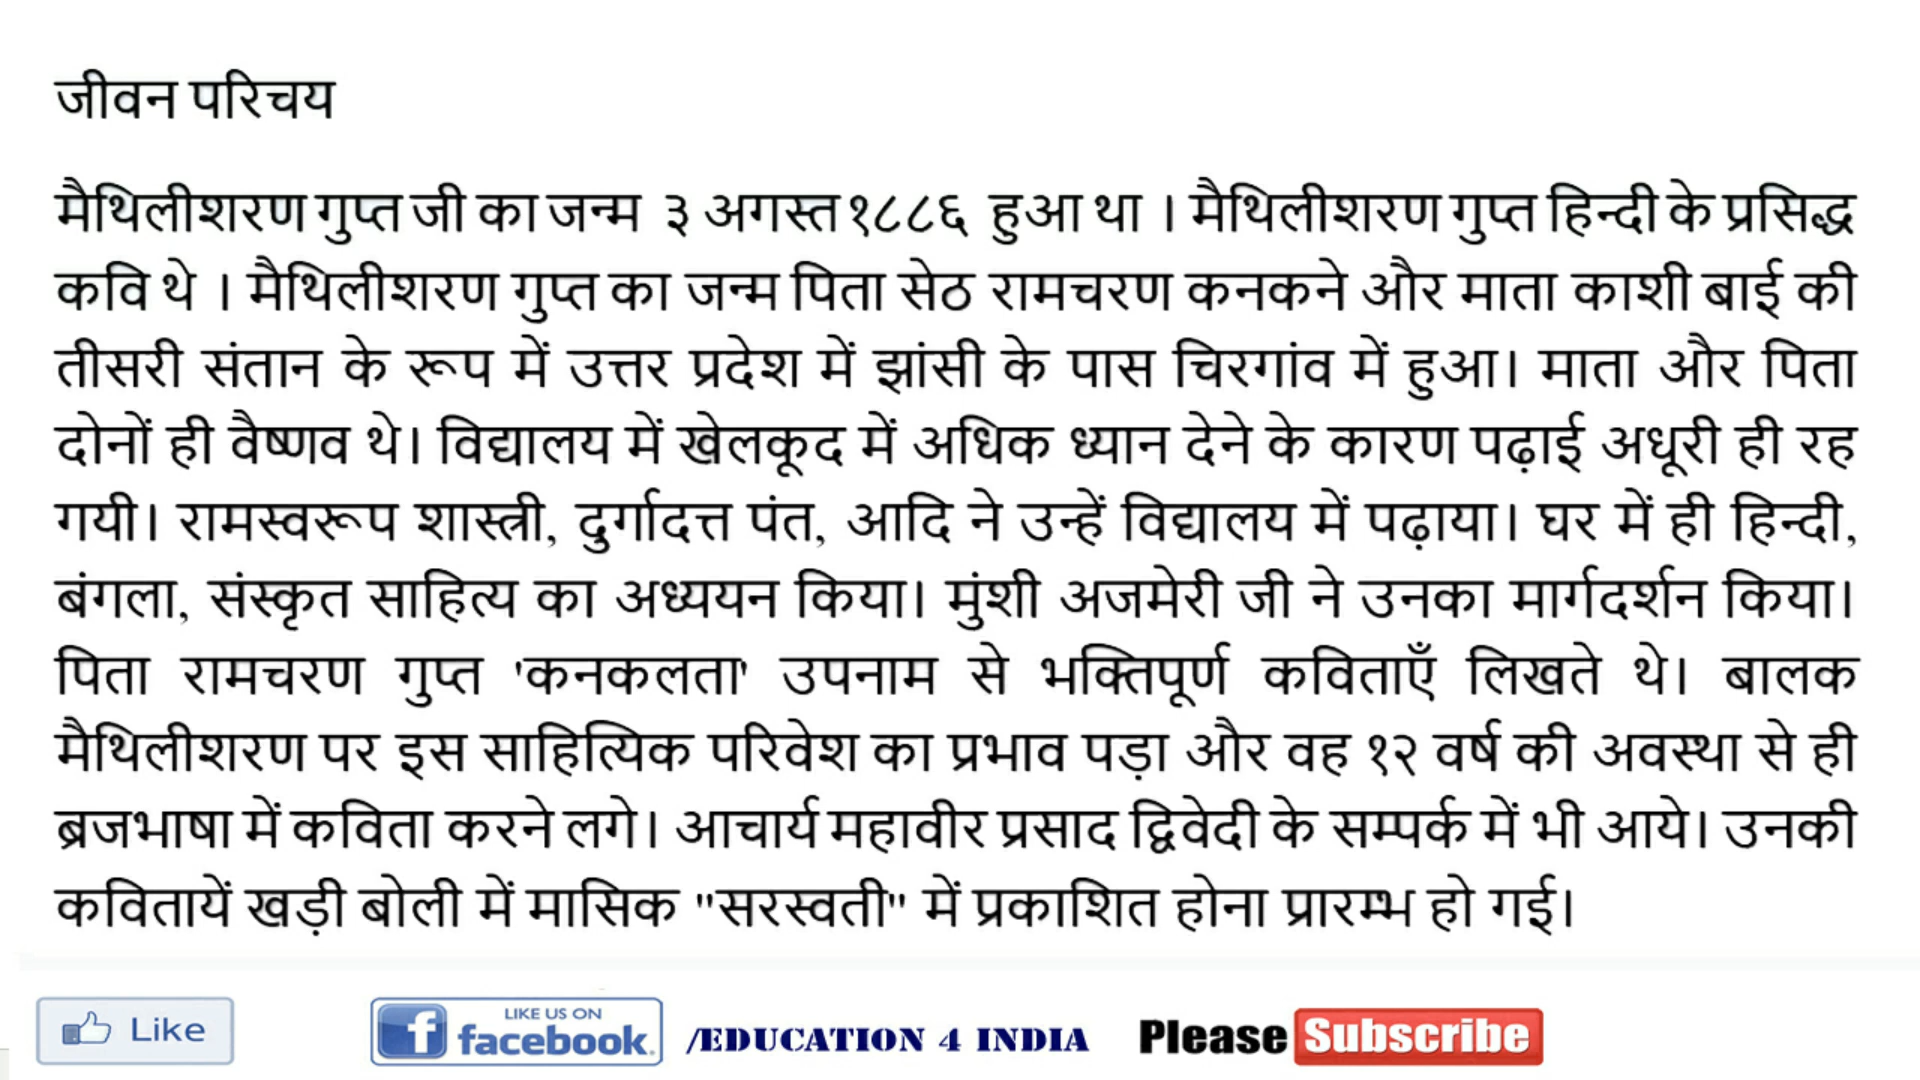 जीवन परिचय
मैथिलीशरण गुप्त जी का जन्म ३ अगस्त १८८६ हुआ था । मैथिलीशरण गुप्त हिन्दी के प्रसिद्ध
कवि थे । मैथिलीशरण गुप्त का जन्म पिता सेठ रामचरण कनकने और माता काशी बाई की
तीसरी संतान के रूप में उत्तर प्रदेश में झांसी के पास चिरगांव में हुआ। माता और पिता
दोनों ही वैष्णव थे। विद्यालय में खेलकूद में अधिक ध्यान देने के कारण पढ़ाई अधूरी ही रह
गयी। रामस्वरूप शास्त्री, दुर्गादत्त पंत, आदि ने उन्हें विद्यालय में पढ़ाया। घर में ही हिन्दी,
बंगला, संस्कृत साहित्य का अध्ययन किया। मुंशी अजमेरी जी ने उनका मार्गदर्शन किया।
पिता रामचरण गुप्त 'कनकलता' उपनाम से भक्तिपूर्ण कविताएँ लिखते थे। बालक
मैथिलीशरण पर इस साहित्यिक परिवेश का प्रभाव पड़ा और वह १२ वर्ष की अवस्था से ही
ब्रजभाषा में कविता करने लगे। आचार्य महावीर प्रसाद द्विवेदी के सम्पर्क में भी आये। उनकी
कवितायें खड़ी बोली में मासिक "सरस्वती" में प्रकाशित होना प्रारम्भ हो गई।
Like
LIKE US ON
facebook.
/EDUCATION 4 INDIA
Please Subscribe